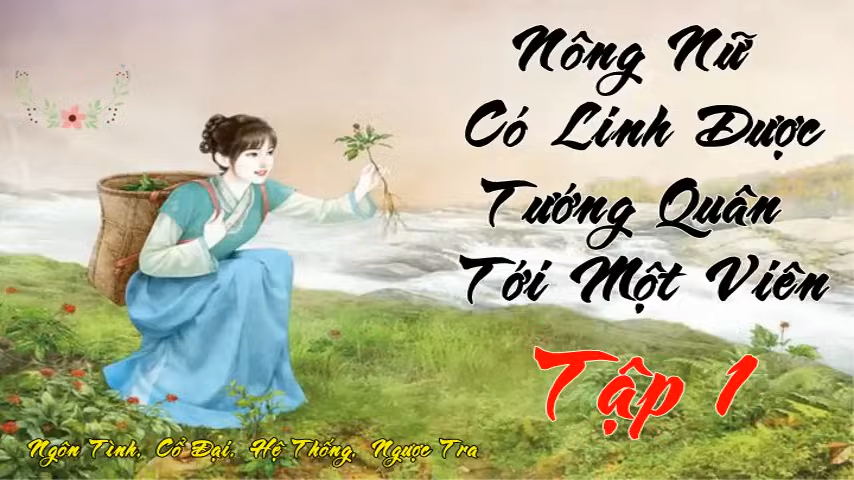 Nông Nữ
Có Linh Dược
Tướng Quân
Tới Một Viên
Tập 1
Ngôn Tình, Cổ Đại, Hệ Thống, Ngược Tra